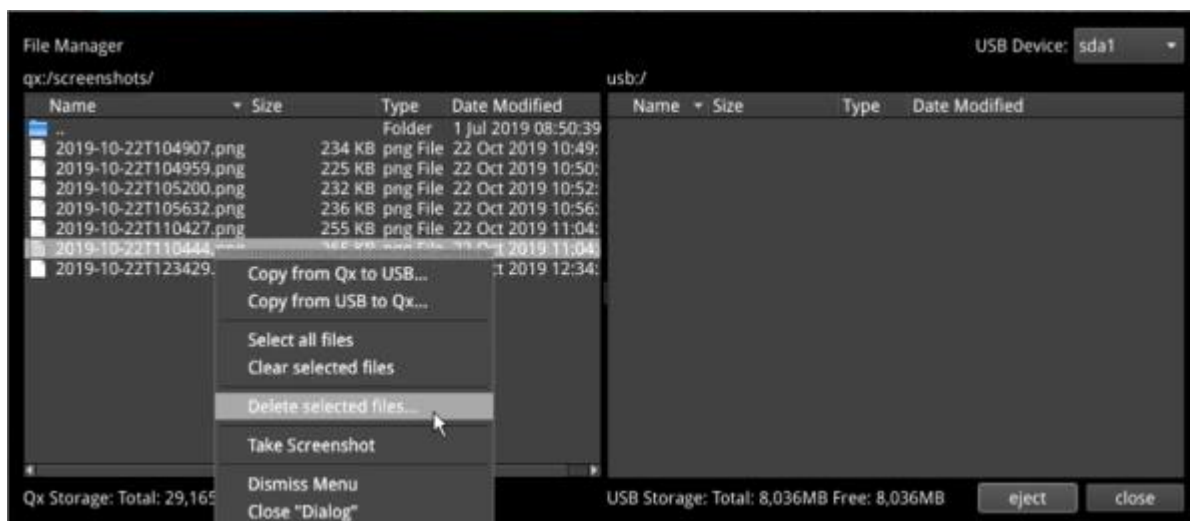 File Manager
USB Device: sda1
qx:/screenshots/
usb:/
Name Size Type Date Modified
Name Size Type Date Modified
.. Folder 1 Jul 2019 08:50:39
2019-10-22T104907.png 234 KB png File 22 Oct 2019 10:49:
2019-10-22T104959.png 225 KB png File 22 Oct 2019 10:50:
2019-10-22T105200.png 232 KB png File 22 Oct 2019 10:52:
2019-10-22T105632.png 236 KB png File 22 Oct 2019 10:56:
2019-10-22T110427.png 255 KB png File 22 Oct 2019 11:04:
2019-10-22T110444.png 255 KB png File 22 Oct 2019 11:04:
2019-10-22T123429. t 2019 12:34:
Copy from Qx to USB...
Copy from USB to Qx...
Select all files
Clear selected files
Delete selected files...
Take Screenshot
Dismiss Menu
Close "Dialog"
Qx Storage: Total: 29,165
USB Storage: Total: 8,036MB Free: 8,036MB
eject
close